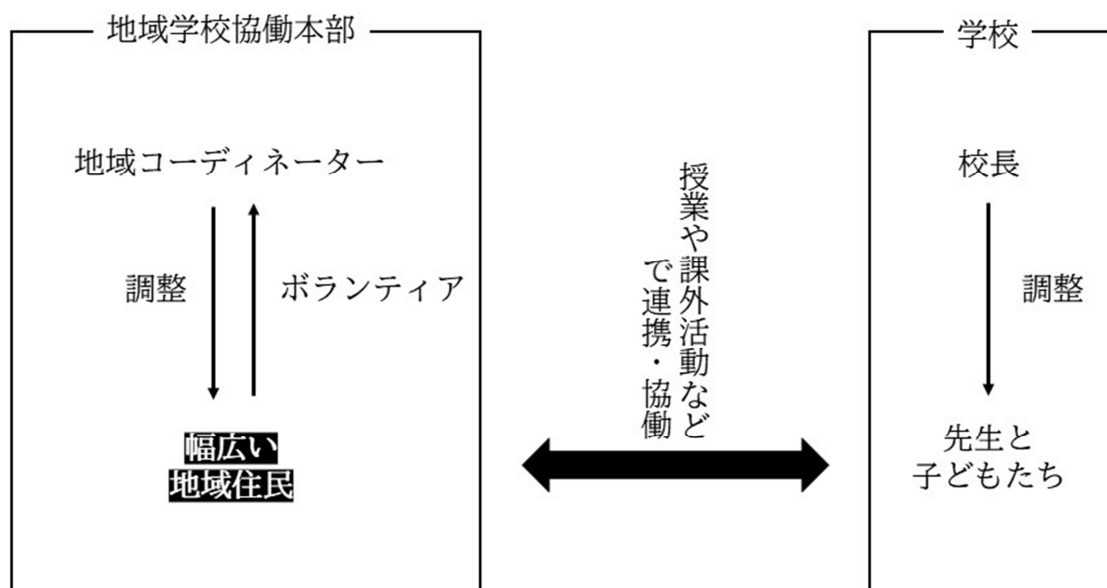 地域学校協働本部
地域コーディネーター
調整
ボランティア
幅広い
地域住民
授業や課外活動など
で連携・協働
学校
校長
調整
先生と
子どもたち